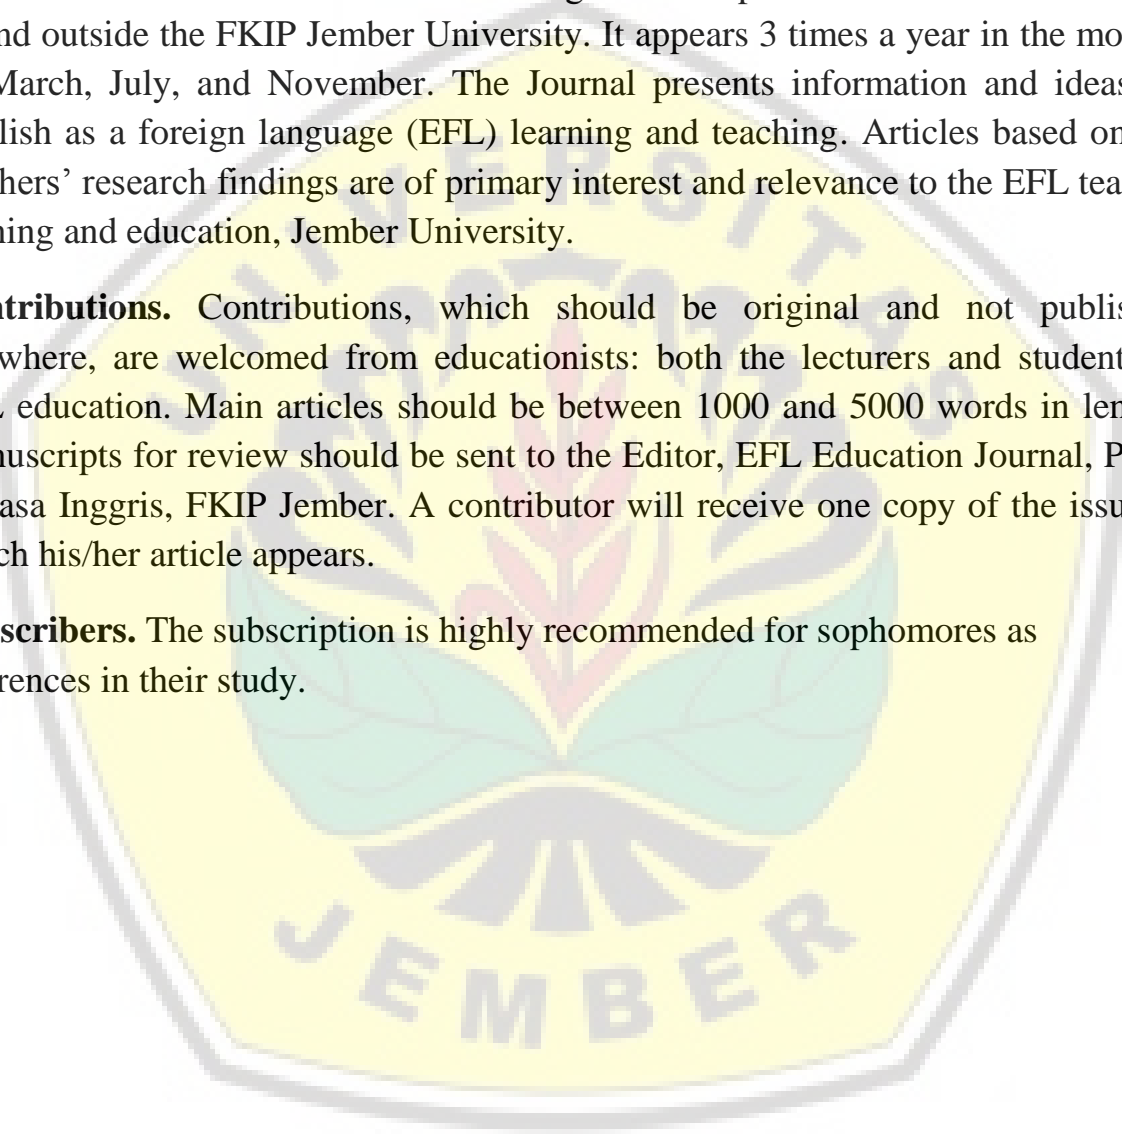 nd outside the FKIP Jember University. It appears 3 times a year in the mo
March, July, and November. The Journal presents information and ideas
lish as a foreign language (EFL) learning and teaching. Articles based on
hers’ research findings are of primary interest and relevance to the EFL tea
ning and education, Jember University.
ntributions. Contributions, which should be original and not publis
where, are welcomed from educationists: both the lecturers and student
education. Main articles should be between 1000 and 5000 words in len
nuscripts for review should be sent to the Editor, EFL Education Journal, P
asa Inggris, FKIP Jember. A contributor will receive one copy of the issu
ch his/her article appears.
scribers. The subscription is highly recommended for sophomores as
rences in their study.
UNIVERSITAS
JEMBER